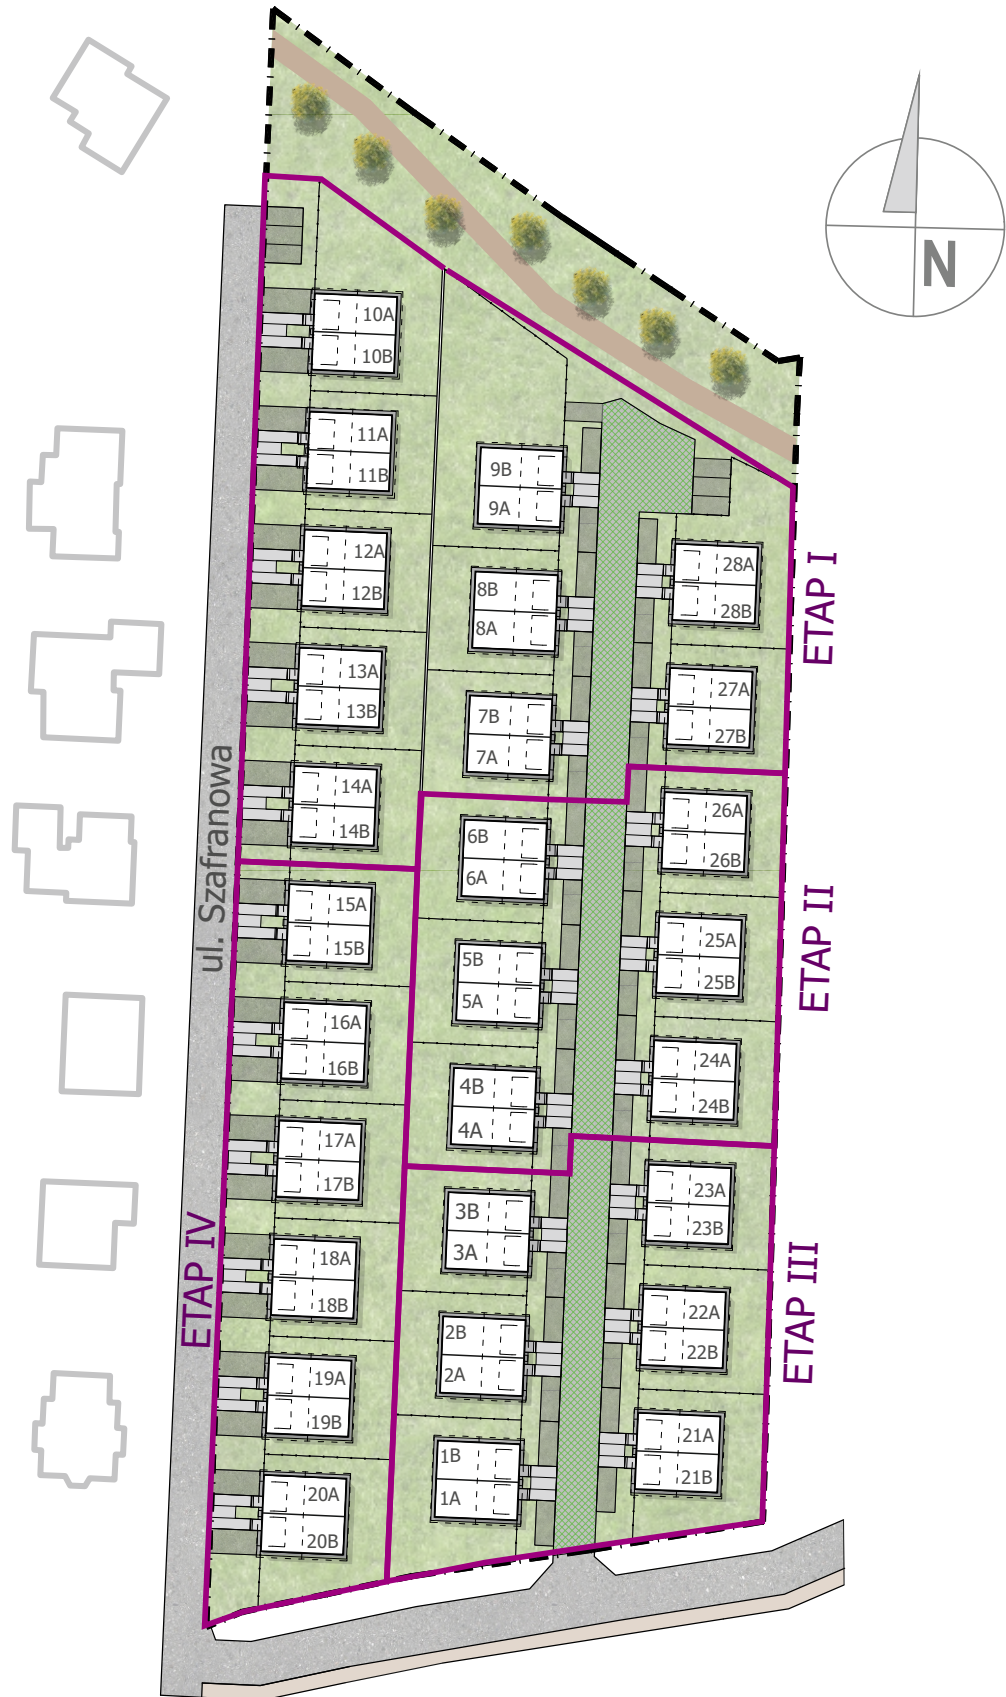 N
10A
10B
11A
11B
12A
12B
13A
13B
14A
14B
15A
15B
16A
16B
17A
17B
18A
18B
19A
19B
20A
20B
9B
9A
8B
8A
7B
7A
6B
6A
5B
5A
4B
4A
3B
3A
2B
2A
1B
1A
28A
28B
27A
27B
26A
26B
25A
25B
24A
24B
23A
23B
22A
22B
21A
21B
ETAP I
ETAP II
ETAP III
ETAP IV
ul. Szafranowa